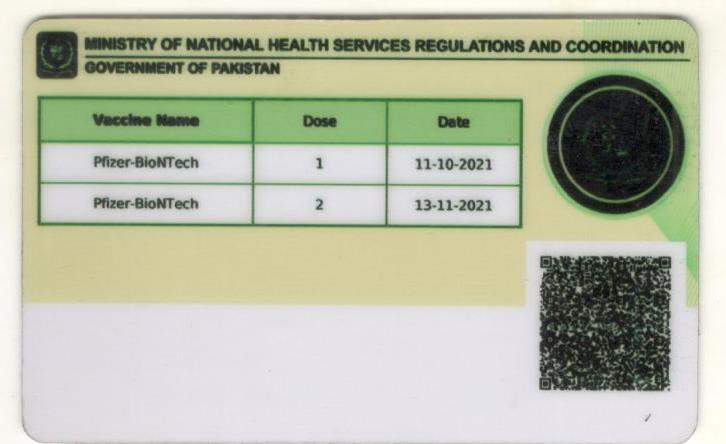 MINISTRY OF NATIONAL HEALTH SERVICES REGULATIONS AND COORDINATION
GOVERNMENT OF PAKISTAN
Vaccine Name Dose Date
Pfizer-BioNTech 1 11-10-2021
Pfizer-BioNTech 2 13-11-2021